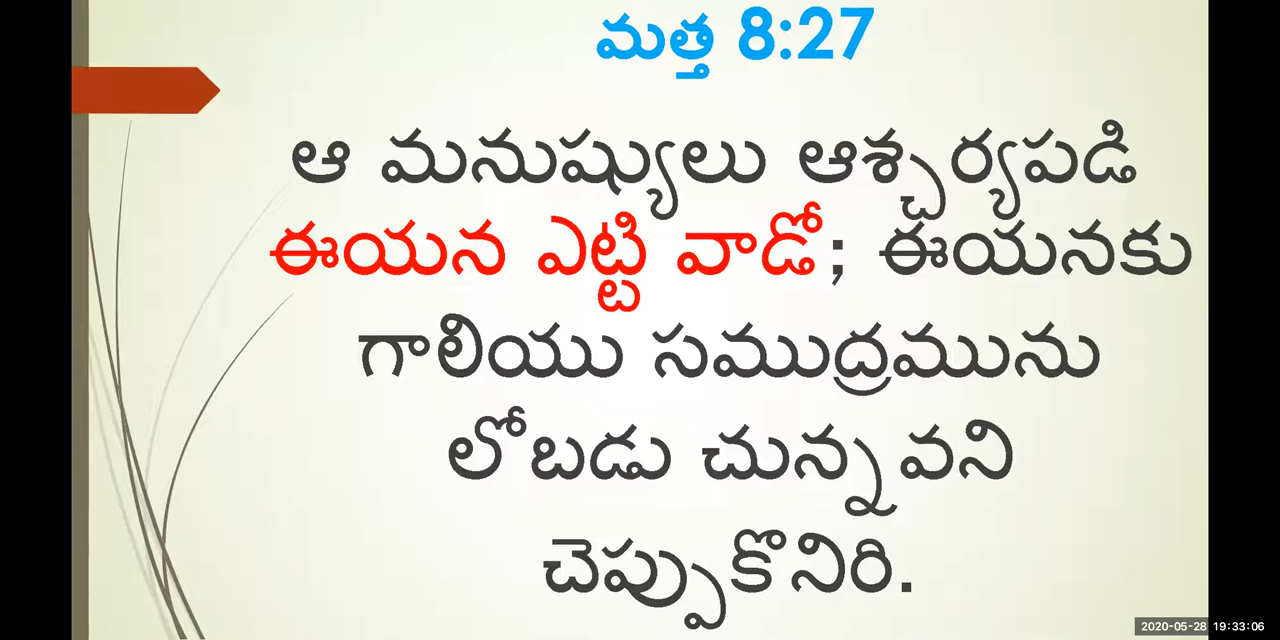 మత్త 8:27
ఆ మనుష్యులు ఆశ్చర్యపడి
ఈయన ఎట్టి వాడో; ఈయనకు
గాలియు సముద్రమును
లోబడు చున్నవని
చెప్పుకొనిరి.
2020-05-28 19:33:06